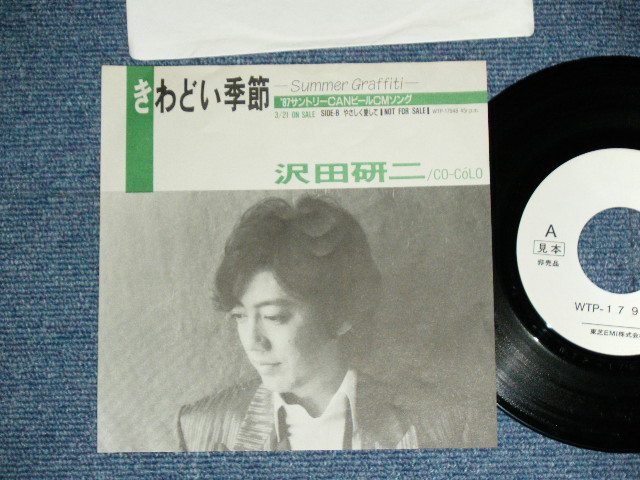 きわどい季節
—Summer Graffiti—
'87サントリーCANビールCMソング
3/21 ON SALE SIDE-B やさしく愛して NOT FOR SALE
沢田研二/CO-CóLO
A
見本
非売品
WTP-179
東芝EMI株式会